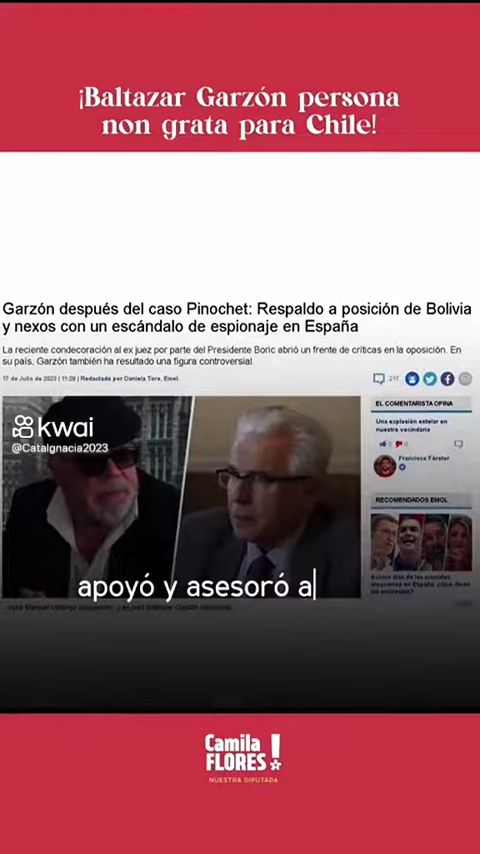 ¡Baltazar Garzón persona
non grata para Chile!
Garzón después del caso Pinochet: Respaldo a posición de Bolivia
y nexos con un escándalo de espionaje en España
La reciente condecoración al ex juez por parte del Presidente Boric abrió un frente de críticas en la oposición. En
su país, Garzón también ha resultado una figura controversial.
17 de Julio de 2023 | 11:29 | Redactado por Daniela Toro, Emol.
217
EL COMENTARISTA OPINA
Una explosión estelar en
nuestro vecindario
Francisco Förster
kwai
@CataIgnacia2023
RECOMENDADOS EMOL
apoyó y asesoró a
Camila
FLORES!
NUESTRA DIPUTADA